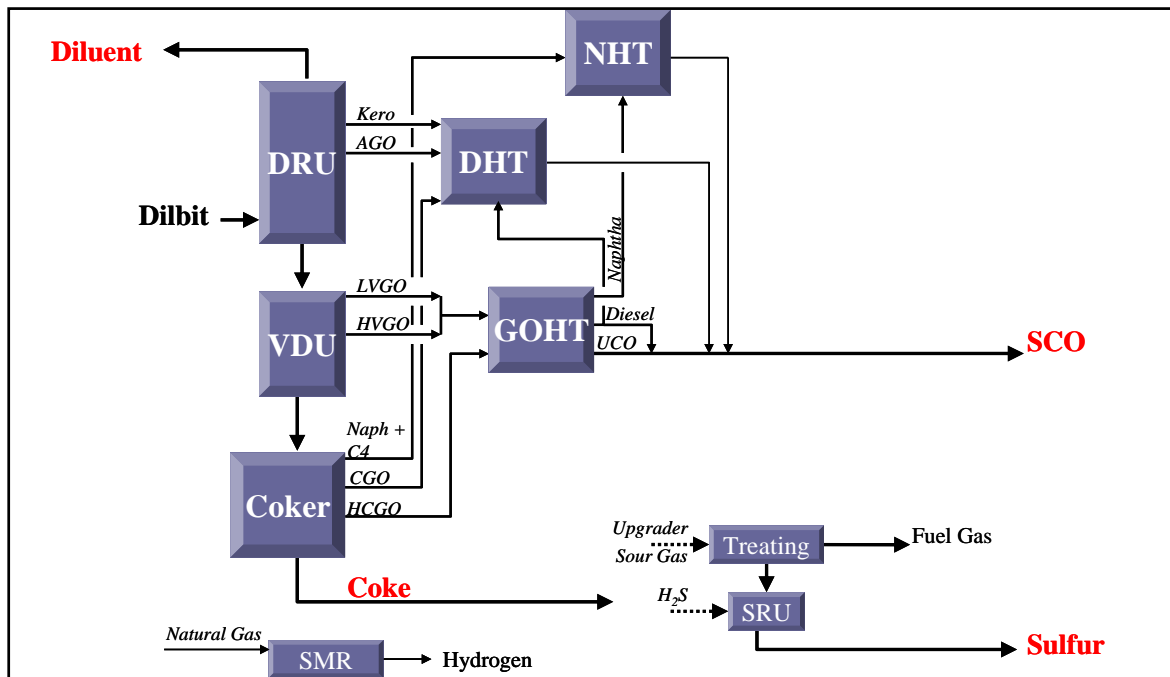 Diluent
NHT
Kero
AGO
DRU
DHT
Dilbit
Naphtha
LVGO
HVGO
VDU
GOHT
Diesel
UCO
SCO
Naph +
C4
CGO
HCGO
Coker
Coke
Upgrader
Sour Gas
Treating
Fuel Gas
H₂S
SRU
Sulfur
Natural Gas
SMR
Hydrogen